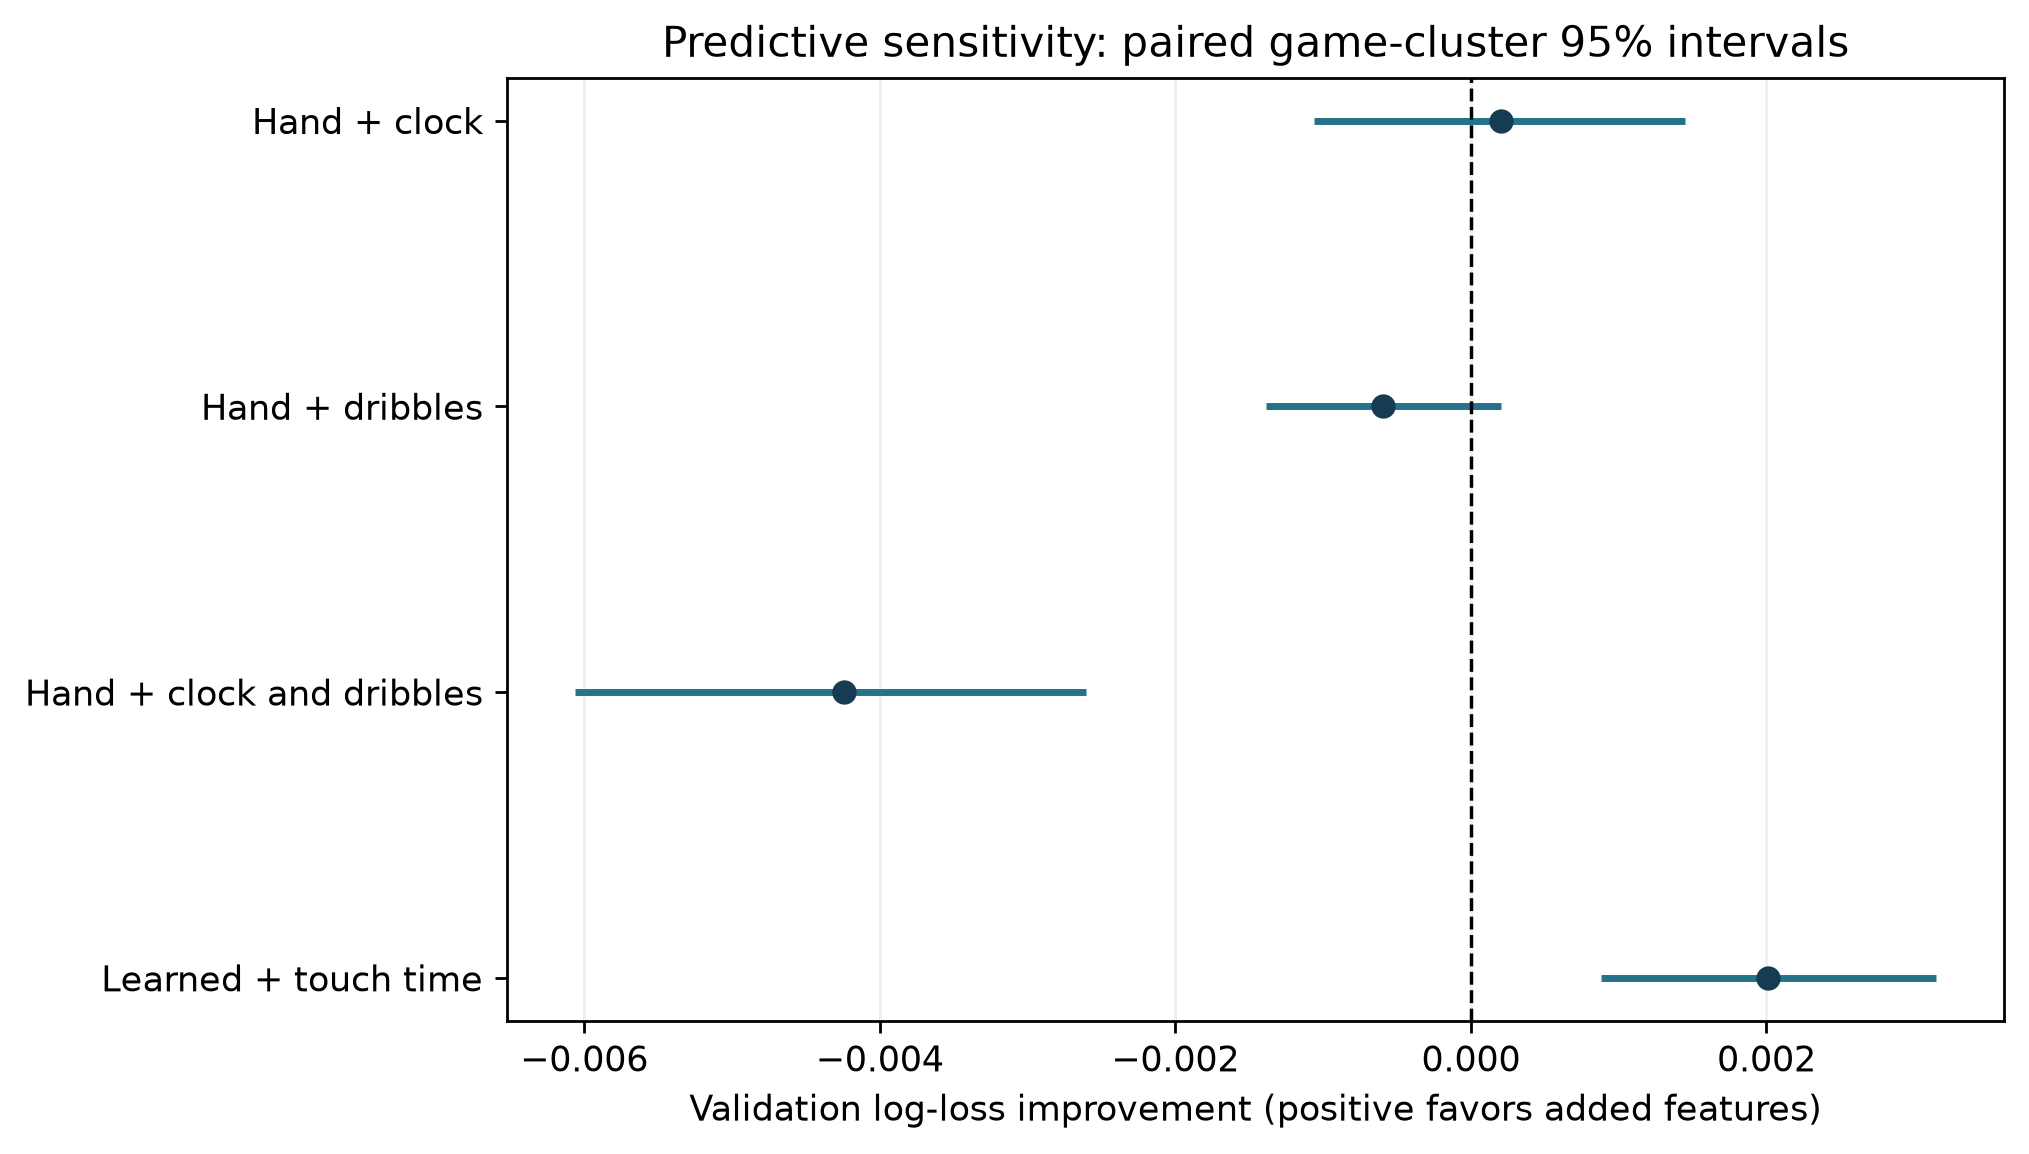 Predictive sensitivity: paired game-cluster 95% intervals
Hand + clock
Hand + dribbles
Hand + clock and dribbles
Learned + touch time
−0.006 −0.004 −0.002 0.000 0.002
Validation log-loss improvement (positive favors added features)